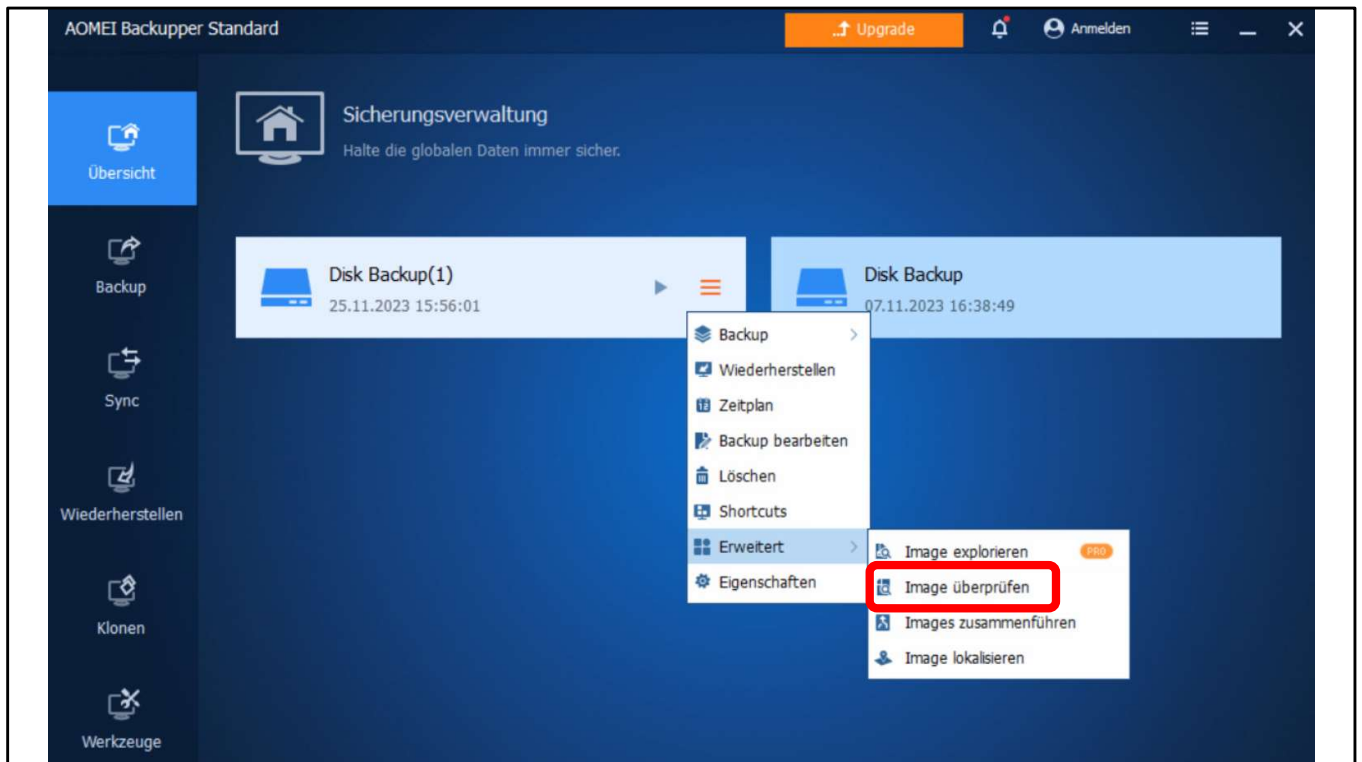 AOMEI Backupper Standard
Upgrade
Anmelden
Übersicht
Backup
Sync
Wiederherstellen
Klonen
Werkzeuge
Sicherungsverwaltung
Halte die globalen Daten immer sicher.
Disk Backup(1)
25.11.2023 15:56:01
Disk Backup
07.11.2023 16:38:49
Backup
Wiederherstellen
Zeitplan
Backup bearbeiten
Löschen
Shortcuts
Erweitert
Eigenschaften
Image explorieren PRO
Image überprüfen
Images zusammenführen
Image lokalisieren